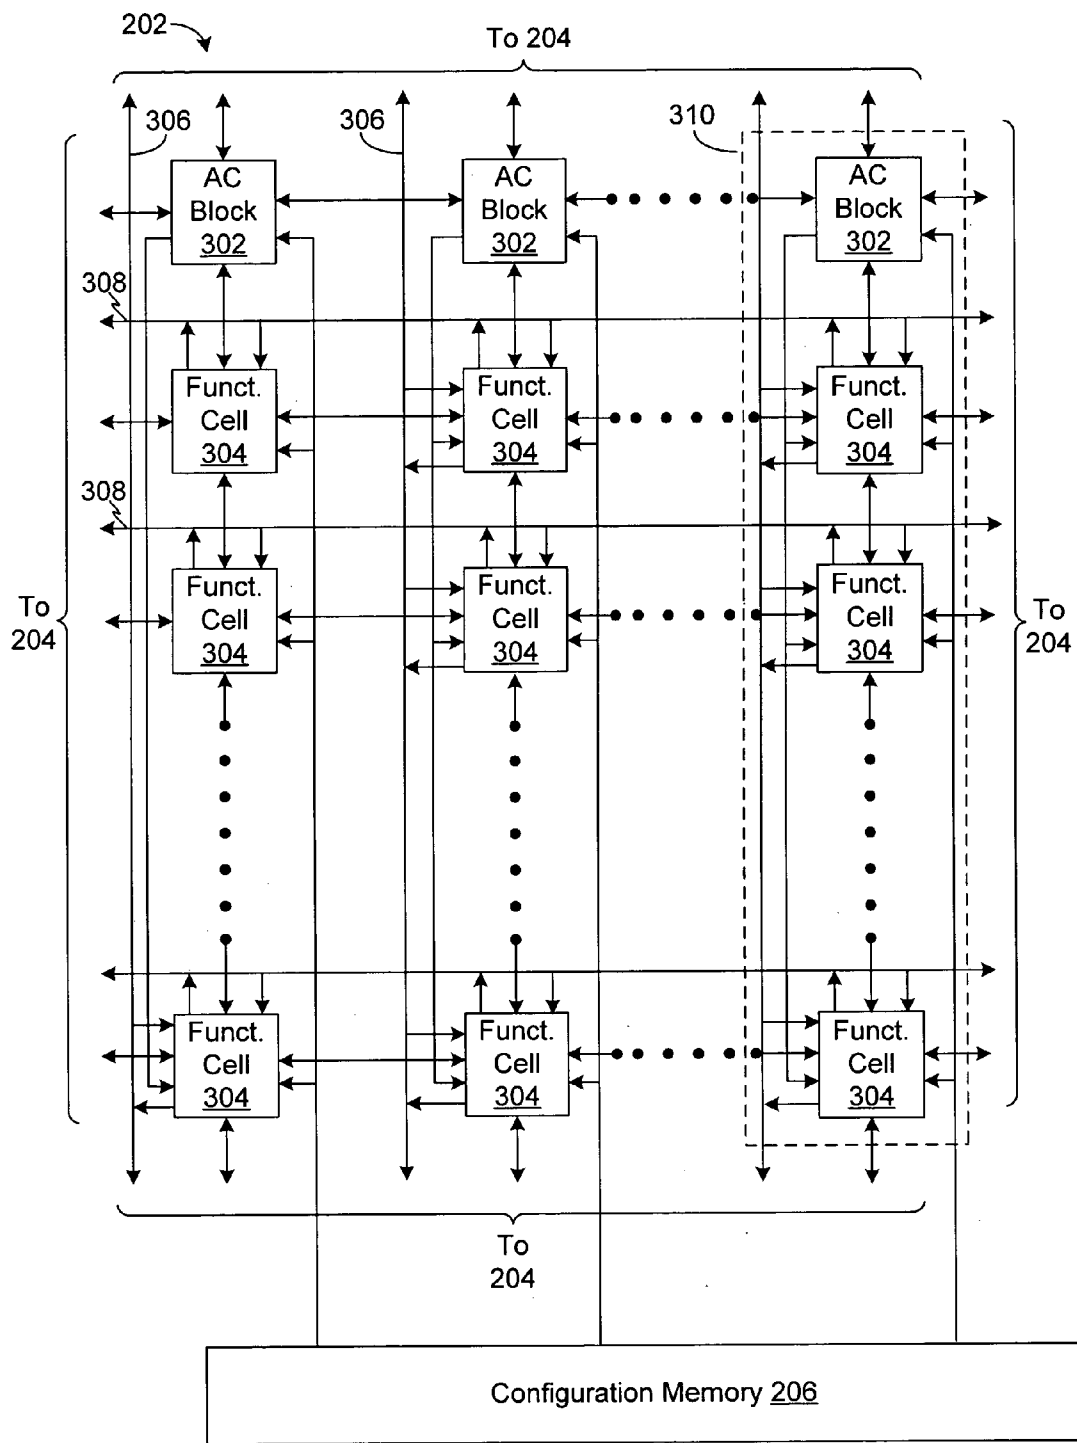 202
To 204
306
306
310
AC
Block
302
AC
Block
302
AC
Block
302
308
Funct.
Cell
304
Funct.
Cell
304
Funct.
Cell
304
308
To
204
Funct.
Cell
304
Funct.
Cell
304
Funct.
Cell
304
To
204
Funct.
Cell
304
Funct.
Cell
304
Funct.
Cell
304
To
204
Configuration Memory 206